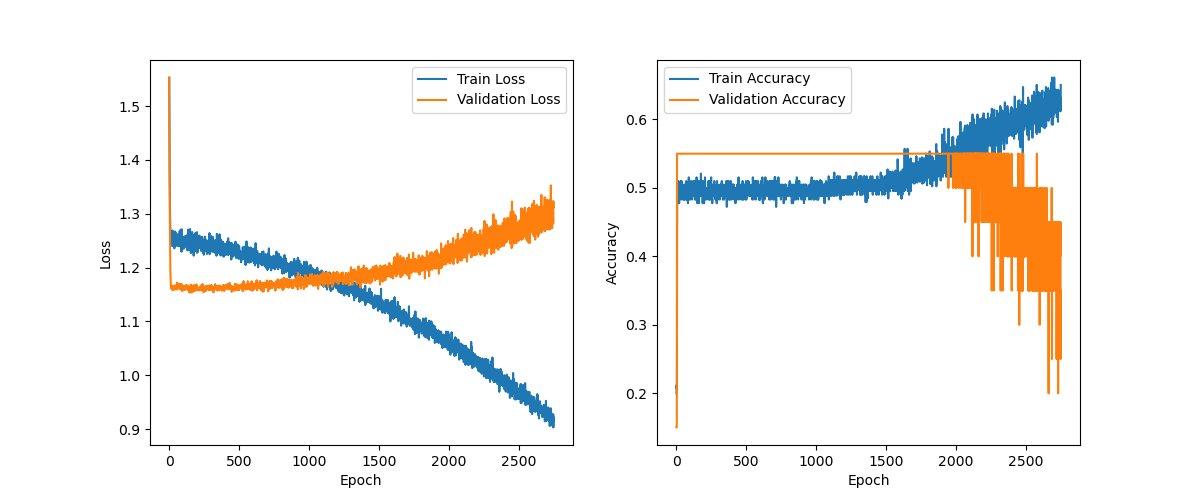 Train Loss
Validation Loss
1.5
1.4
1.3
1.2
1.1
1.0
0.9
Loss
0 500 1000 1500 2000 2500
Epoch
Train Accuracy
Validation Accuracy
0.6
0.5
0.4
0.3
0.2
Accuracy
0 500 1000 1500 2000 2500
Epoch